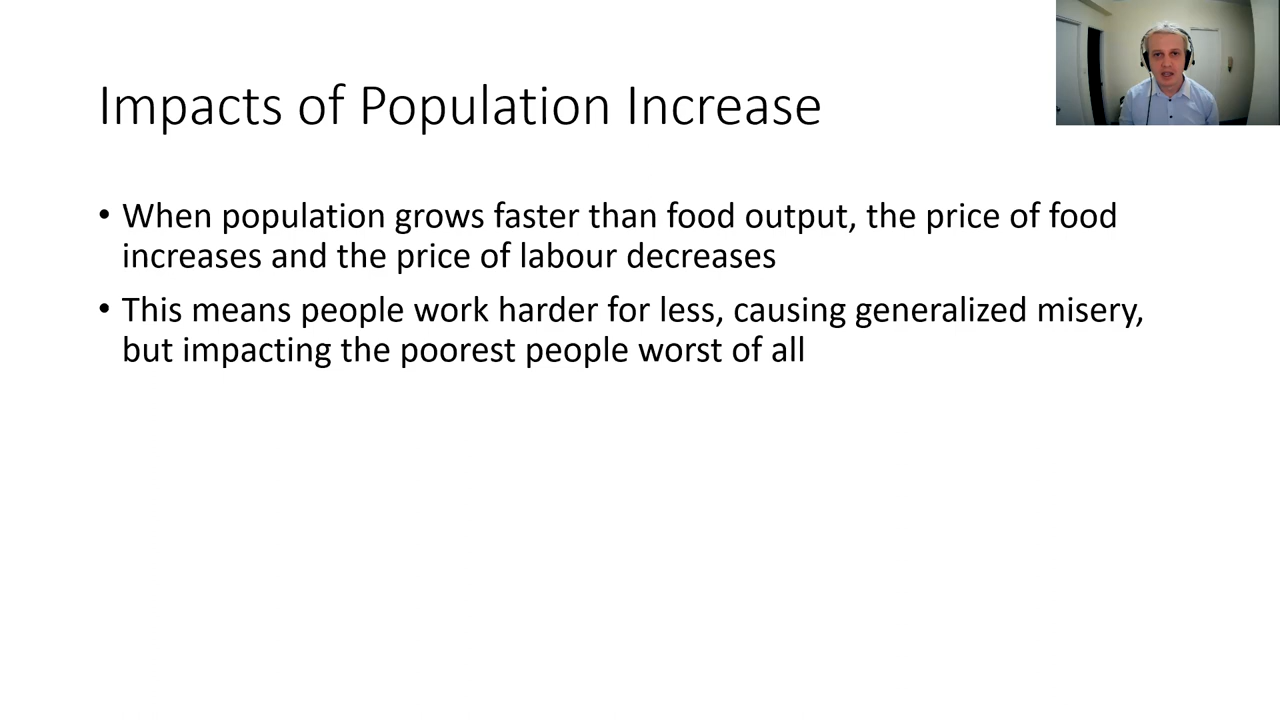 Impacts of Population Increase
• When population grows faster than food output, the price of food
increases and the price of labour decreases
• This means people work harder for less, causing generalized misery,
but impacting the poorest people worst of all